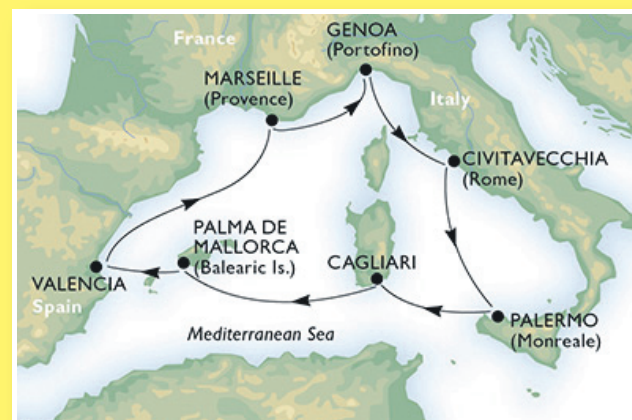 GENOA
(Portofino)
France
MARSEILLE
(Provence)
Italy
CIVITAVECCHIA
(Rome)
PALMA DE
MALLORCA
(Balearic Is.)
CAGLIARI
VALENCIA
Spain
PALERMO
(Monreale)
Mediterranean Sea